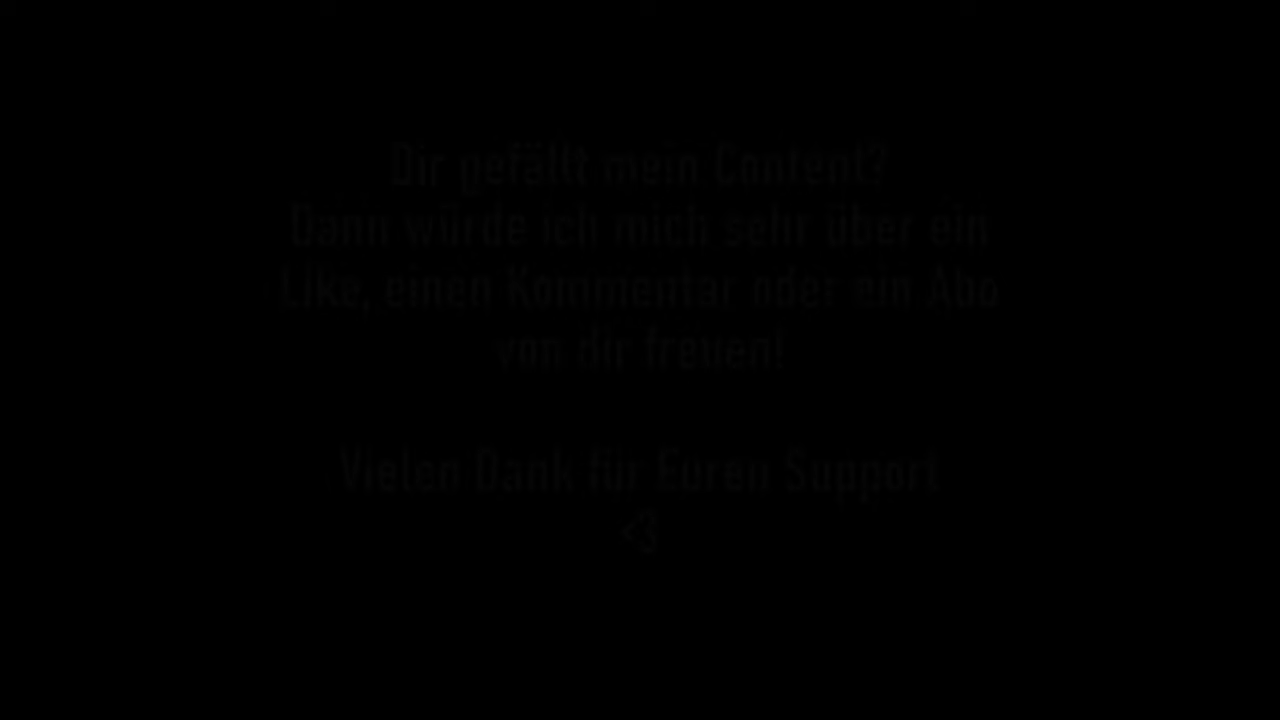 Dir gefällt mein Content?
Dann würde ich mich sehr über ein
Like, einen Kommentar oder ein Abo
von dir freuen!
Vielen Dank für Euren Support
<3